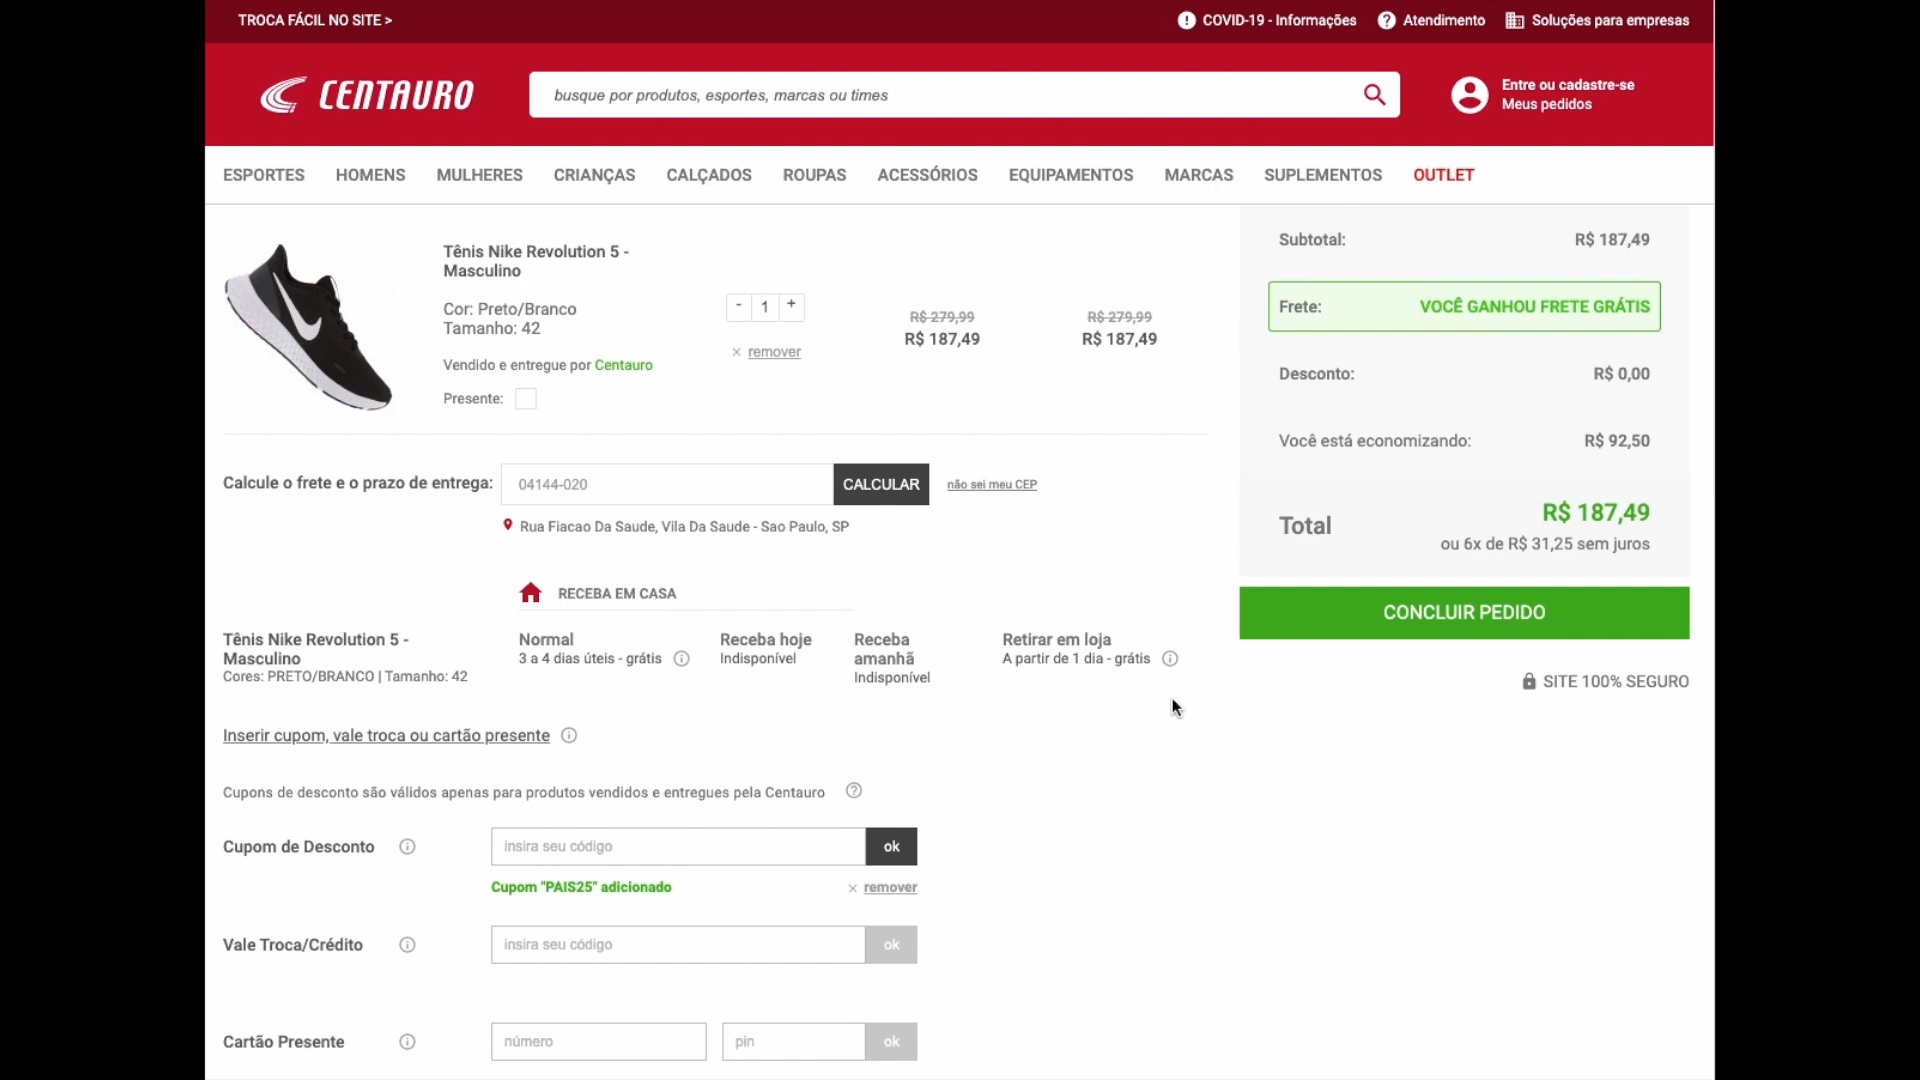 TROCA FÁCIL NO SITE >
COVID-19 - Informações
Atendimento
Soluções para empresas
CENTAURO
busque por produtos, esportes, marcas ou times
Entre ou cadastre-se
Meus pedidos
ESPORTES HOMENS MULHERES CRIANÇAS CALÇADOS ROUPAS ACESSÓRIOS EQUIPAMENTOS MARCAS SUPLEMENTOS OUTLET
Tênis Nike Revolution 5 -
Masculino
Cor: Preto/Branco
Tamanho: 42
Vendido e entregue por Centauro
Presente:
- 1 +
× remover
R$ 279,99
R$ 187,49
R$ 279,99
R$ 187,49
Subtotal: R$ 187,49
Frete: VOCÊ GANHOU FRETE GRÁTIS
Desconto: R$ 0,00
Você está economizando: R$ 92,50
Total R$ 187,49
ou 6x de R$ 31,25 sem juros
CONCLUIR PEDIDO
SITE 100% SEGURO
Calcule o frete e o prazo de entrega: 04144-020 CALCULAR não sei meu CEP
Rua Fiacao Da Saude, Vila Da Saude - Sao Paulo, SP
RECEBA EM CASA
Tênis Nike Revolution 5 -
Masculino
Cores: PRETO/BRANCO | Tamanho: 42
Normal
3 a 4 dias úteis - grátis
Receba hoje
Indisponível
Receba
amanhã
Indisponível
Retirar em loja
A partir de 1 dia - grátis
Inserir cupom, vale troca ou cartão presente
Cupons de desconto são válidos apenas para produtos vendidos e entregues pela Centauro
Cupom de Desconto insira seu código ok
Cupom "PAIS25" adicionado × remover
Vale Troca/Crédito insira seu código ok
Cartão Presente número pin ok